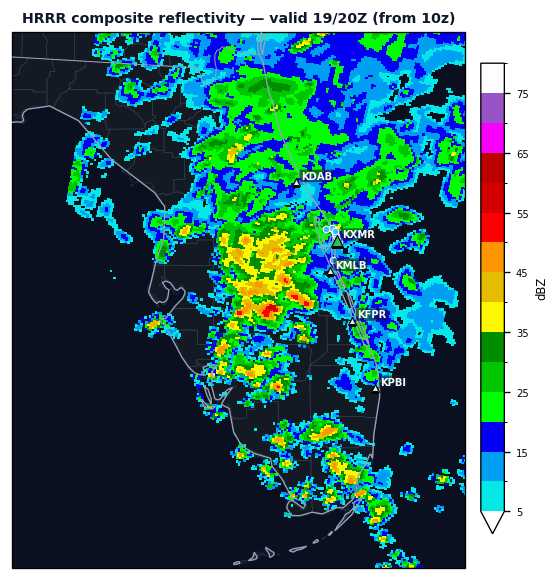 HRRR composite reflectivity — valid 19/20Z (from 10z)
KDAB
KXMR
KMLB
KFPR
KPBI
75
65
55
45
35
25
15
5
dBZ